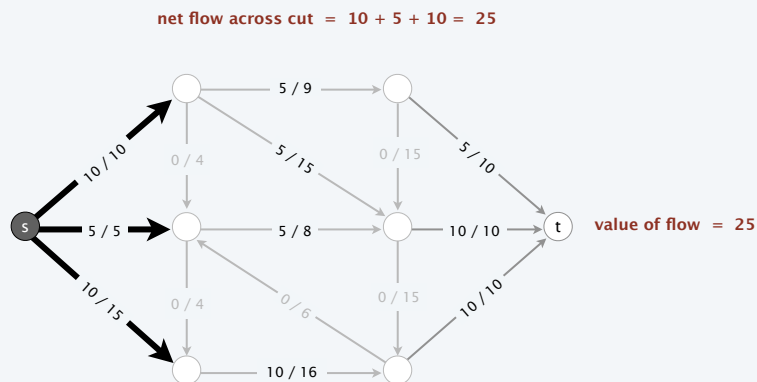 net flow across cut = 10 + 5 + 10 = 25
5 / 9
10 / 10
0 / 4
5 / 15
0 / 15
5 / 10
s
5 / 5
5 / 8
10 / 10
t
value of flow = 25
10 / 15
0 / 4
0 / 6
0 / 15
10 / 10
10 / 16